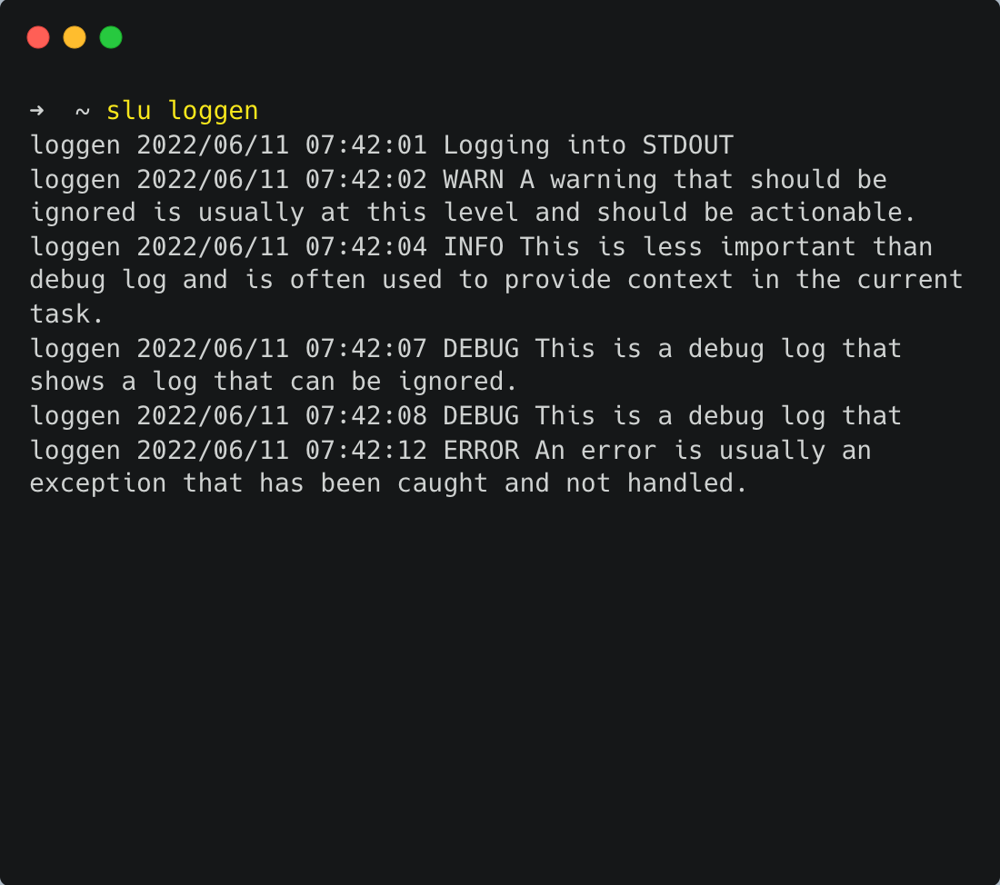 ➜  ~ slu loggen
loggen 2022/06/11 07:42:01 Logging into STDOUT
loggen 2022/06/11 07:42:02 WARN A warning that should be
ignored is usually at this level and should be actionable.
loggen 2022/06/11 07:42:04 INFO This is less important than
debug log and is often used to provide context in the current
task.
loggen 2022/06/11 07:42:07 DEBUG This is a debug log that
shows a log that can be ignored.
loggen 2022/06/11 07:42:08 DEBUG This is a debug log that
loggen 2022/06/11 07:42:12 ERROR An error is usually an
exception that has been caught and not handled.